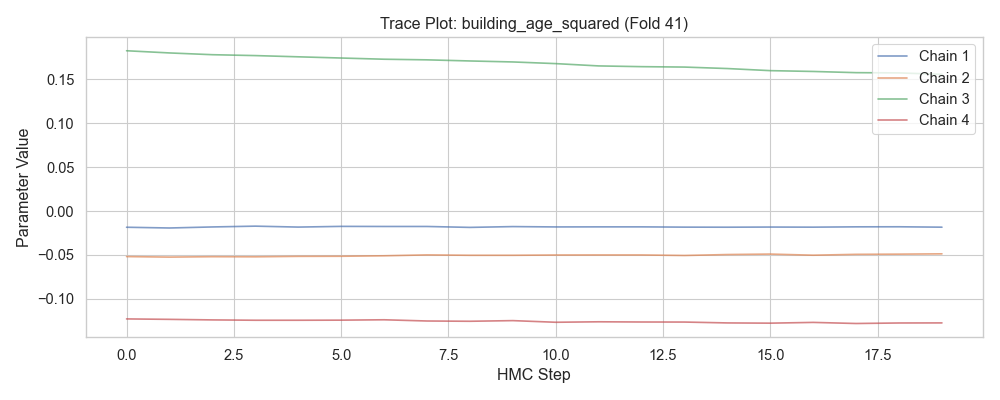 Trace Plot: building_age_squared (Fold 41)
Parameter Value
0.15
0.10
0.05
0.00
−0.05
−0.10
Chain 1
Chain 2
Chain 3
Chain 4
0.0 2.5 5.0 7.5 10.0 12.5 15.0 17.5
HMC Step